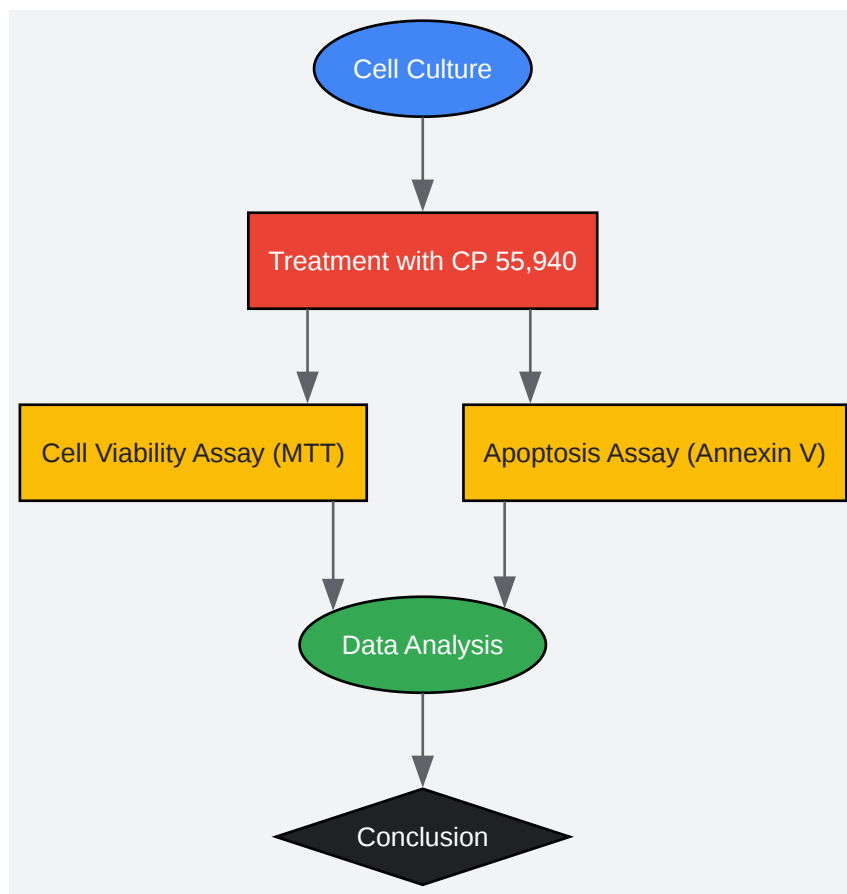 Cell Culture
Treatment with CP 55,940
Cell Viability Assay (MTT)
Apoptosis Assay (Annexin V)
Data Analysis
Conclusion